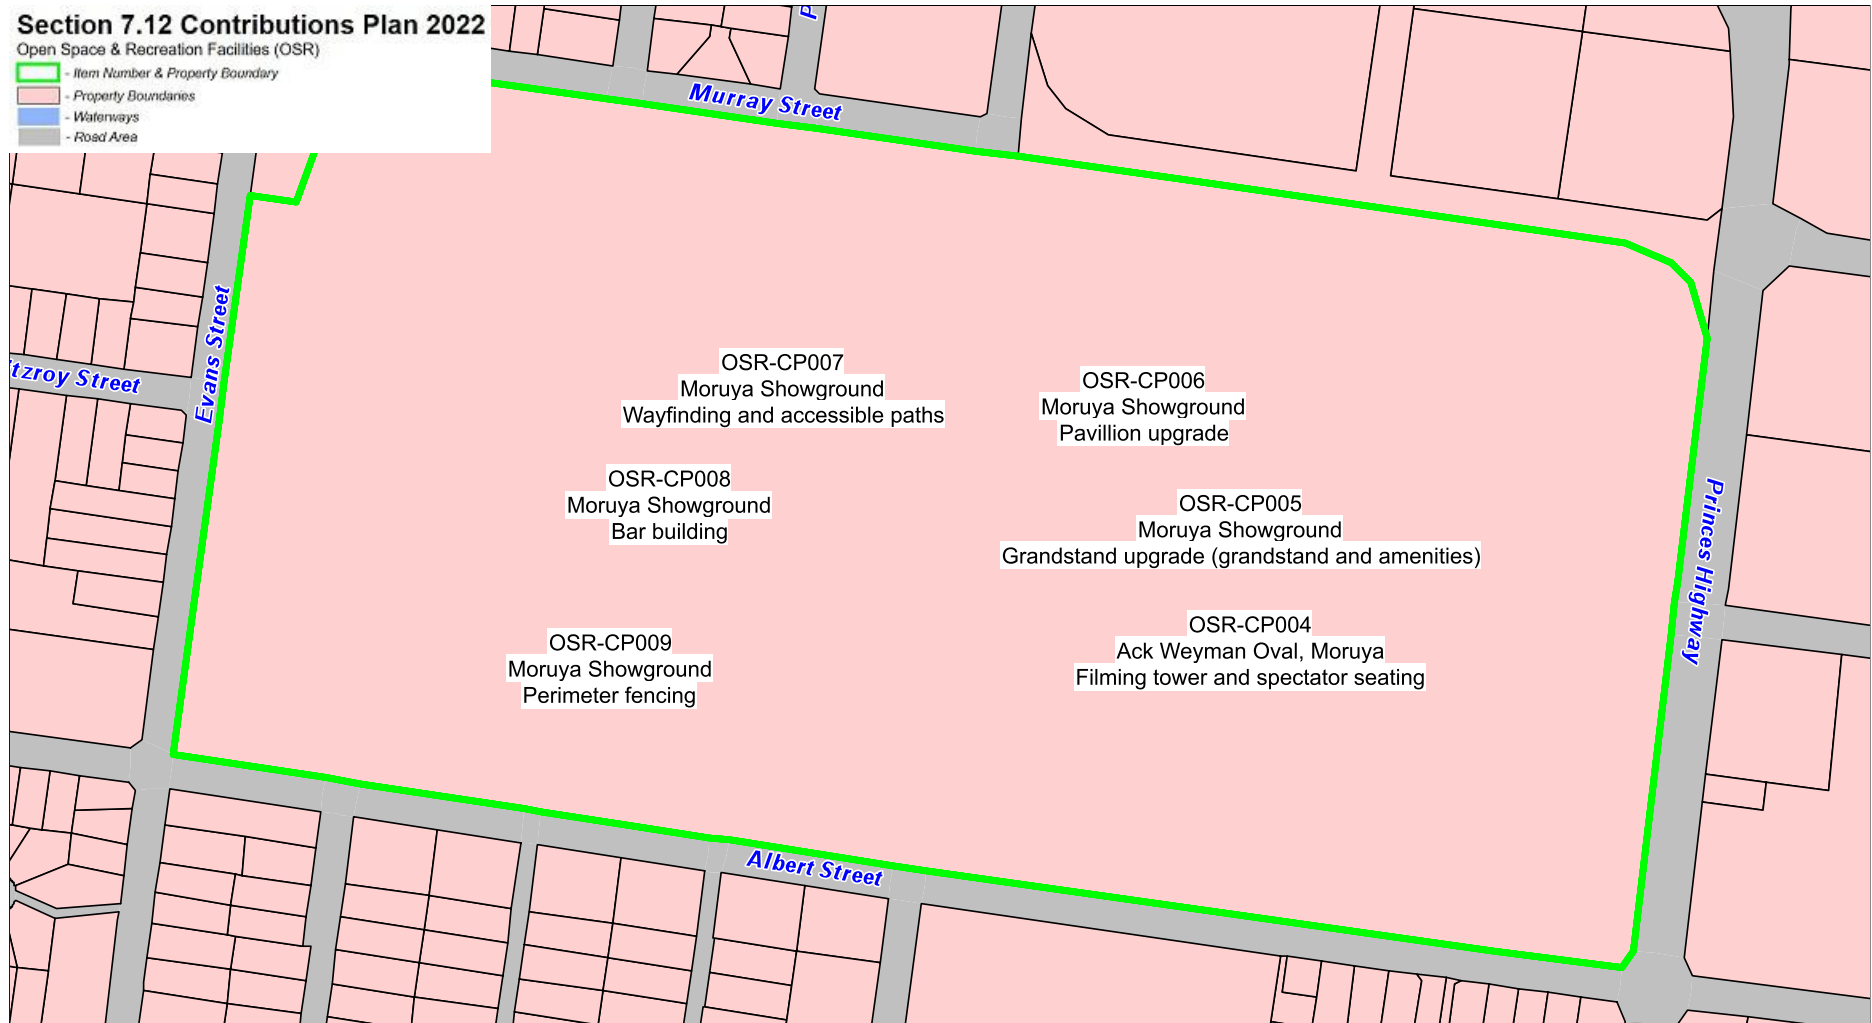 Section 7.12 Contributions Plan 2022
Open Space & Recreation Facilities (OSR)
- Item Number & Property Boundary
- Property Boundaries
- Waterways
- Road Area
P
Murray Street
Evans Street
tzroy Street
OSR-CP007
Moruya Showground
Wayfinding and accessible paths
OSR-CP006
Moruya Showground
Pavillion upgrade
OSR-CP008
Moruya Showground
Bar building
OSR-CP005
Moruya Showground
Grandstand upgrade (grandstand and amenities)
Princes Highway
OSR-CP009
Moruya Showground
Perimeter fencing
OSR-CP004
Ack Weyman Oval, Moruya
Filming tower and spectator seating
Albert Street